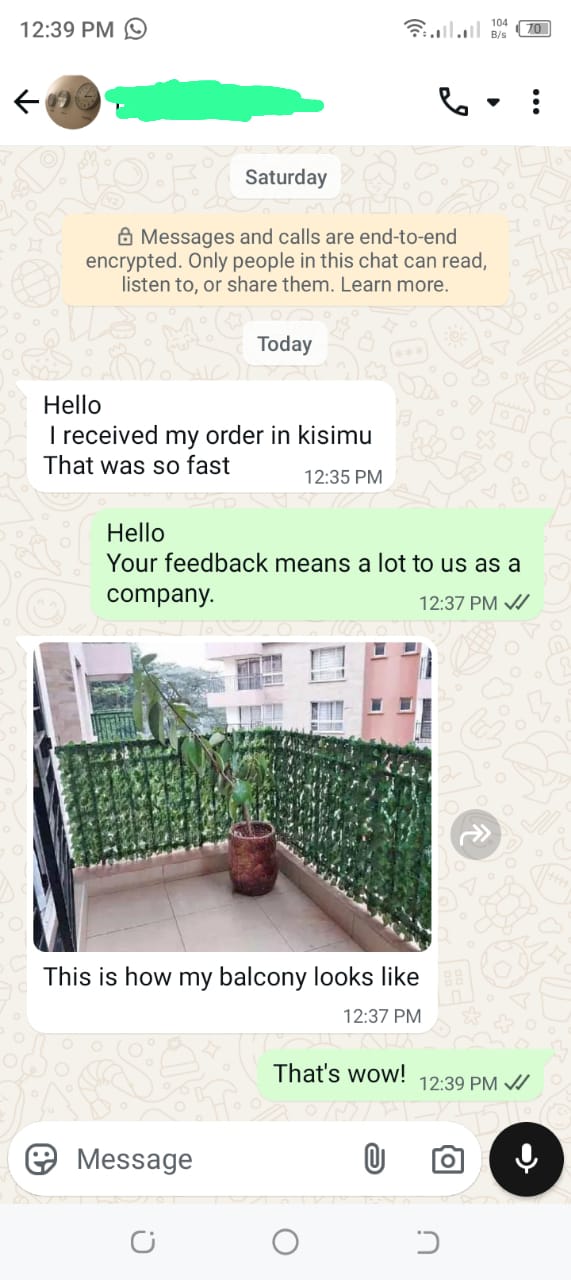 12:39 PM
104
B/s
70
Saturday
Messages and calls are end-to-end
encrypted. Only people in this chat can read,
listen to, or share them. Learn more.
Today
Hello
I received my order in kisimu
That was so fast
12:35 PM
Hello
Your feedback means a lot to us as a
company.
12:37 PM
This is how my balcony looks like
12:37 PM
That's wow!
12:39 PM
Message